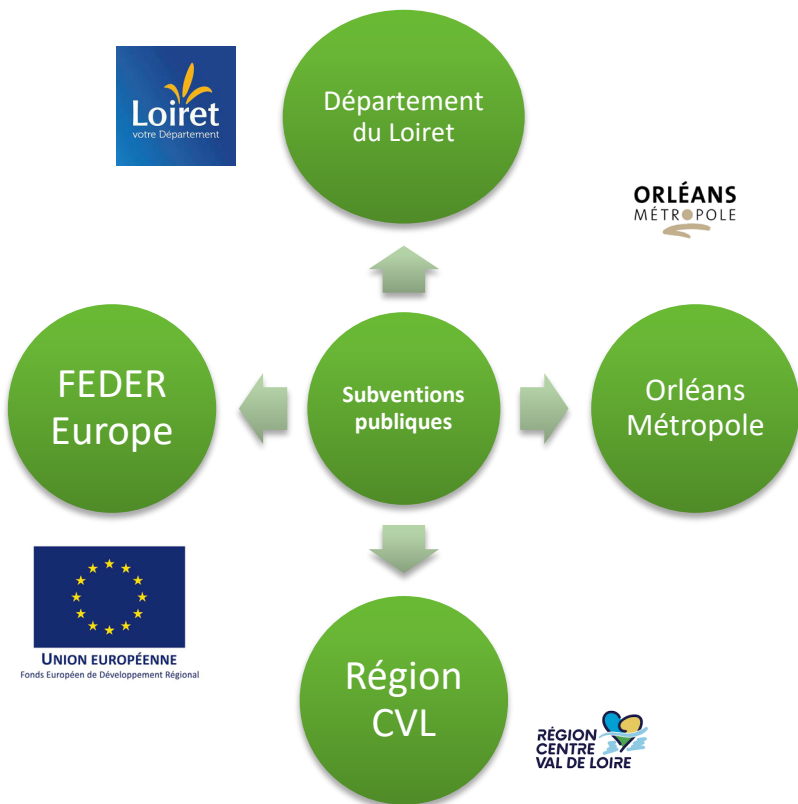 Loiret
votre Département
Département
du Loiret
ORLÉANS
MÉTROPOLE
FEDER
Europe
Subventions
publiques
Orléans
Métropole
UNION EUROPÉENNE
Fonds Européen de Développement Régional
Région
CVL
RÉGION
CENTRE
VAL DE LOIRE